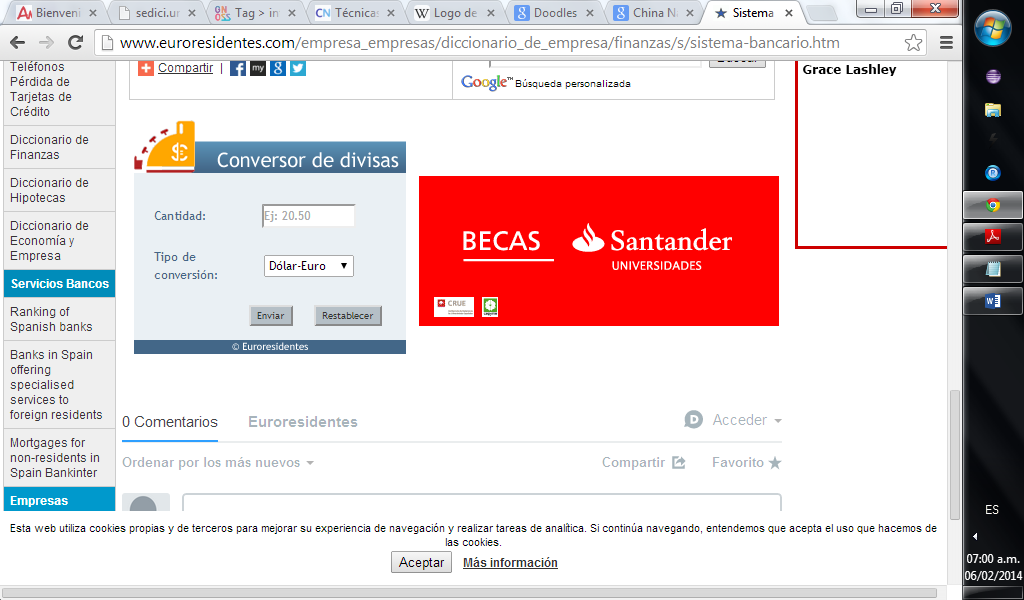 Bienveni
sedici.un
Tag > in
CN Técnicas
Logo de
Doodles
China Na
Sistema
www.euroresidentes.com/empresa_empresas/diccionario_de_empresa/finanzas/s/sistema-bancario.htm
Teléfonos
Pérdida de
Tarjetas de
Crédito
Diccionario de
Finanzas
Diccionario de
Hipotecas
Diccionario de
Economía y
Empresa
Servicios Bancos
Ranking of
Spanish banks
Banks in Spain
offering
specialised
services to
foreign residents
Mortgages for
non-residents in
Spain Bankinter
Empresas
Compartir |
Google™ Búsqueda personalizada
Grace Lashley
Conversor de divisas
Cantidad:
Ej: 20.50
Tipo de
conversión:
Dólar-Euro
Enviar
Restablecer
© Euroresidentes
BECAS
Santander
UNIVERSIDADES
CRUE
0 Comentarios
Euroresidentes
Acceder
Ordenar por los más nuevos
Compartir
Favorito
Esta web utiliza cookies propias y de terceros para mejorar su experiencia de navegación y realizar tareas de analítica. Si continúa navegando, entendemos que acepta el uso que hacemos de
las cookies.
Aceptar
Más información
ES
07:00 a.m.
06/02/2014